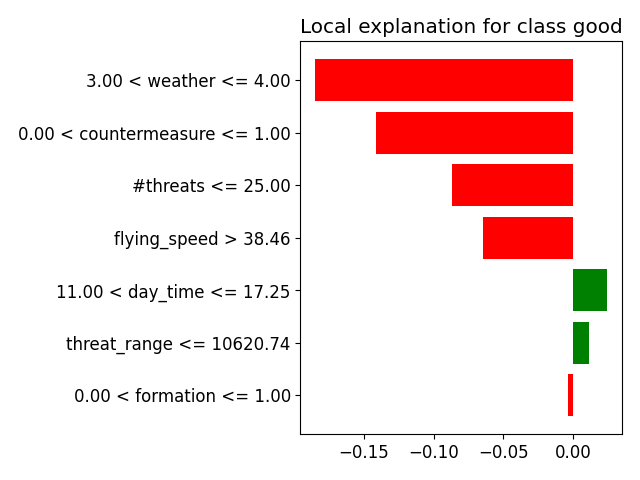 Local explanation for class good
3.00 < weather <= 4.00
0.00 < countermeasure <= 1.00
#threats <= 25.00
flying_speed > 38.46
11.00 < day_time <= 17.25
threat_range <= 10620.74
0.00 < formation <= 1.00
−0.15 −0.10 −0.05 0.00